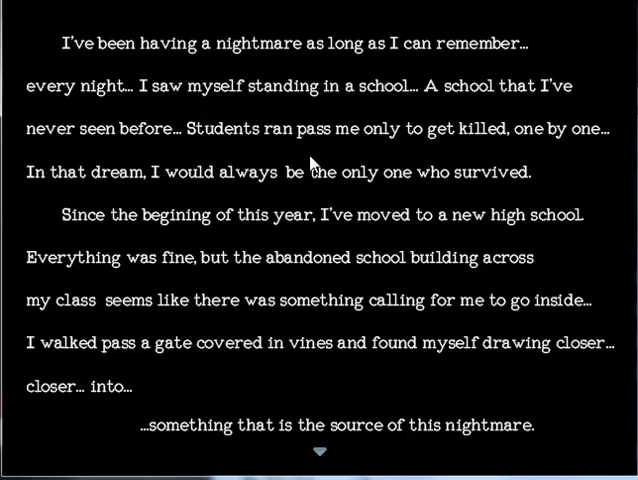 I've been having a nightmare as long as I can remember...
every night... I saw myself standing in a school... A school that I've
never seen before... Students ran pass me only to get killed, one by one...
In that dream, I would always be the only one who survived.
Since the begining of this year, I've moved to a new high school.
Everything was fine, but the abandoned school building across
my class seems like there was something calling for me to go inside...
I walked pass a gate covered in vines and found myself drawing closer...
closer... into...
...something that is the source of this nightmare.